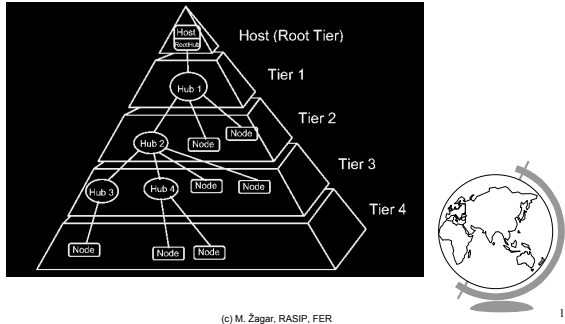 Host
RootHub
Host (Root Tier)
Tier 1
Hub 1
Tier 2
Node
Node
Hub 2
Tier 3
Hub 3
Hub 4
Node
Node
Tier 4
Node
Node
Node
(c) M. Žagar, RASIP, FER
1